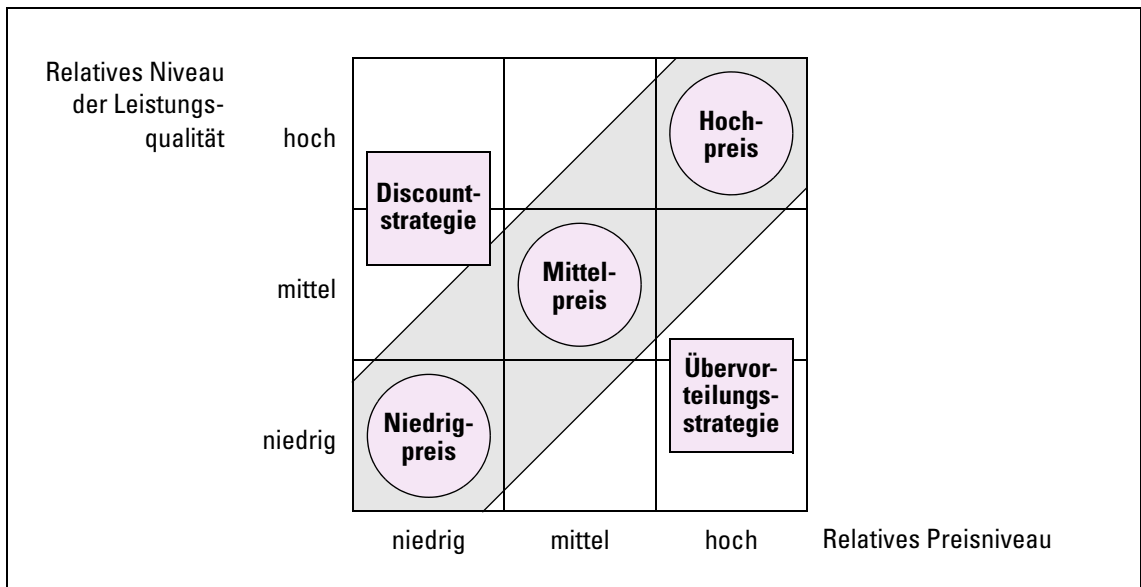 Relatives Niveau
der Leistungs-
qualität
hoch
Hoch-
preis
Discount-
strategie
mittel
Mittel-
preis
Übervor-
teilungs-
strategie
niedrig
Niedrig-
preis
niedrig
mittel
hoch
Relatives Preisniveau